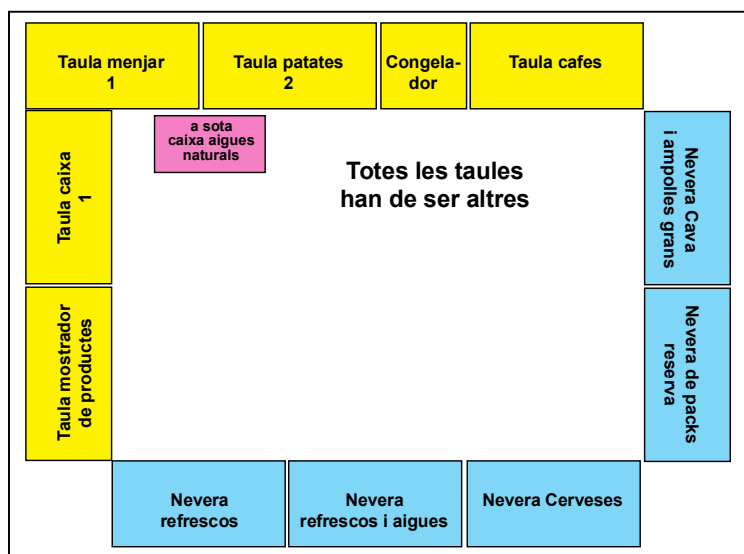 Taula menjar
1
Taula patates
2
Congela-
dor
Taula cafes
a sota
caixa aigues
naturals
Totes les taules
han de ser altres
Taula caixa
1
Nevera Cava
i ampolles grans
Taula mostrador
de productes
Nevera de packs
reserva
Nevera
refrescos
Nevera
refrescos i aigues
Nevera Cerveses